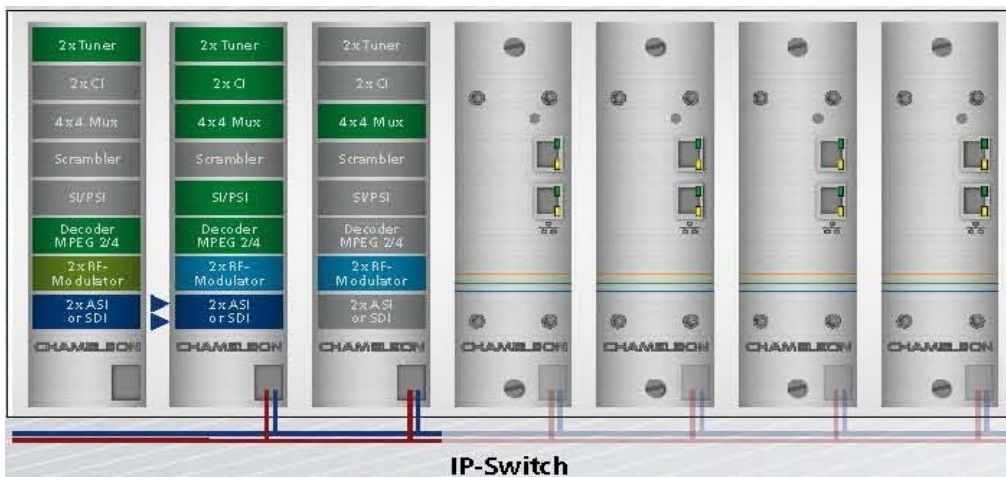 2x Tuner
2x CI
4x4 Mux
Scrambler
SI/PSI
Decoder
MPEG 2/4
2x RF-
Modulator
2x ASI
or SDI
CHAMELEON
2x Tuner
2x CI
4x4 Mux
Scrambler
SI/PSI
Decoder
MPEG 2/4
2x RF-
Modulator
2x ASI
or SDI
CHAMELEON
2x Tuner
2x CI
4x4 Mux
Scrambler
SI/PSI
Decoder
MPEG 2/4
2x RF-
Modulator
2x ASI
or SDI
CHAMELEON
CHAMELEON
CHAMELEON
CHAMELEON
CHAMELEON
IP-Switch